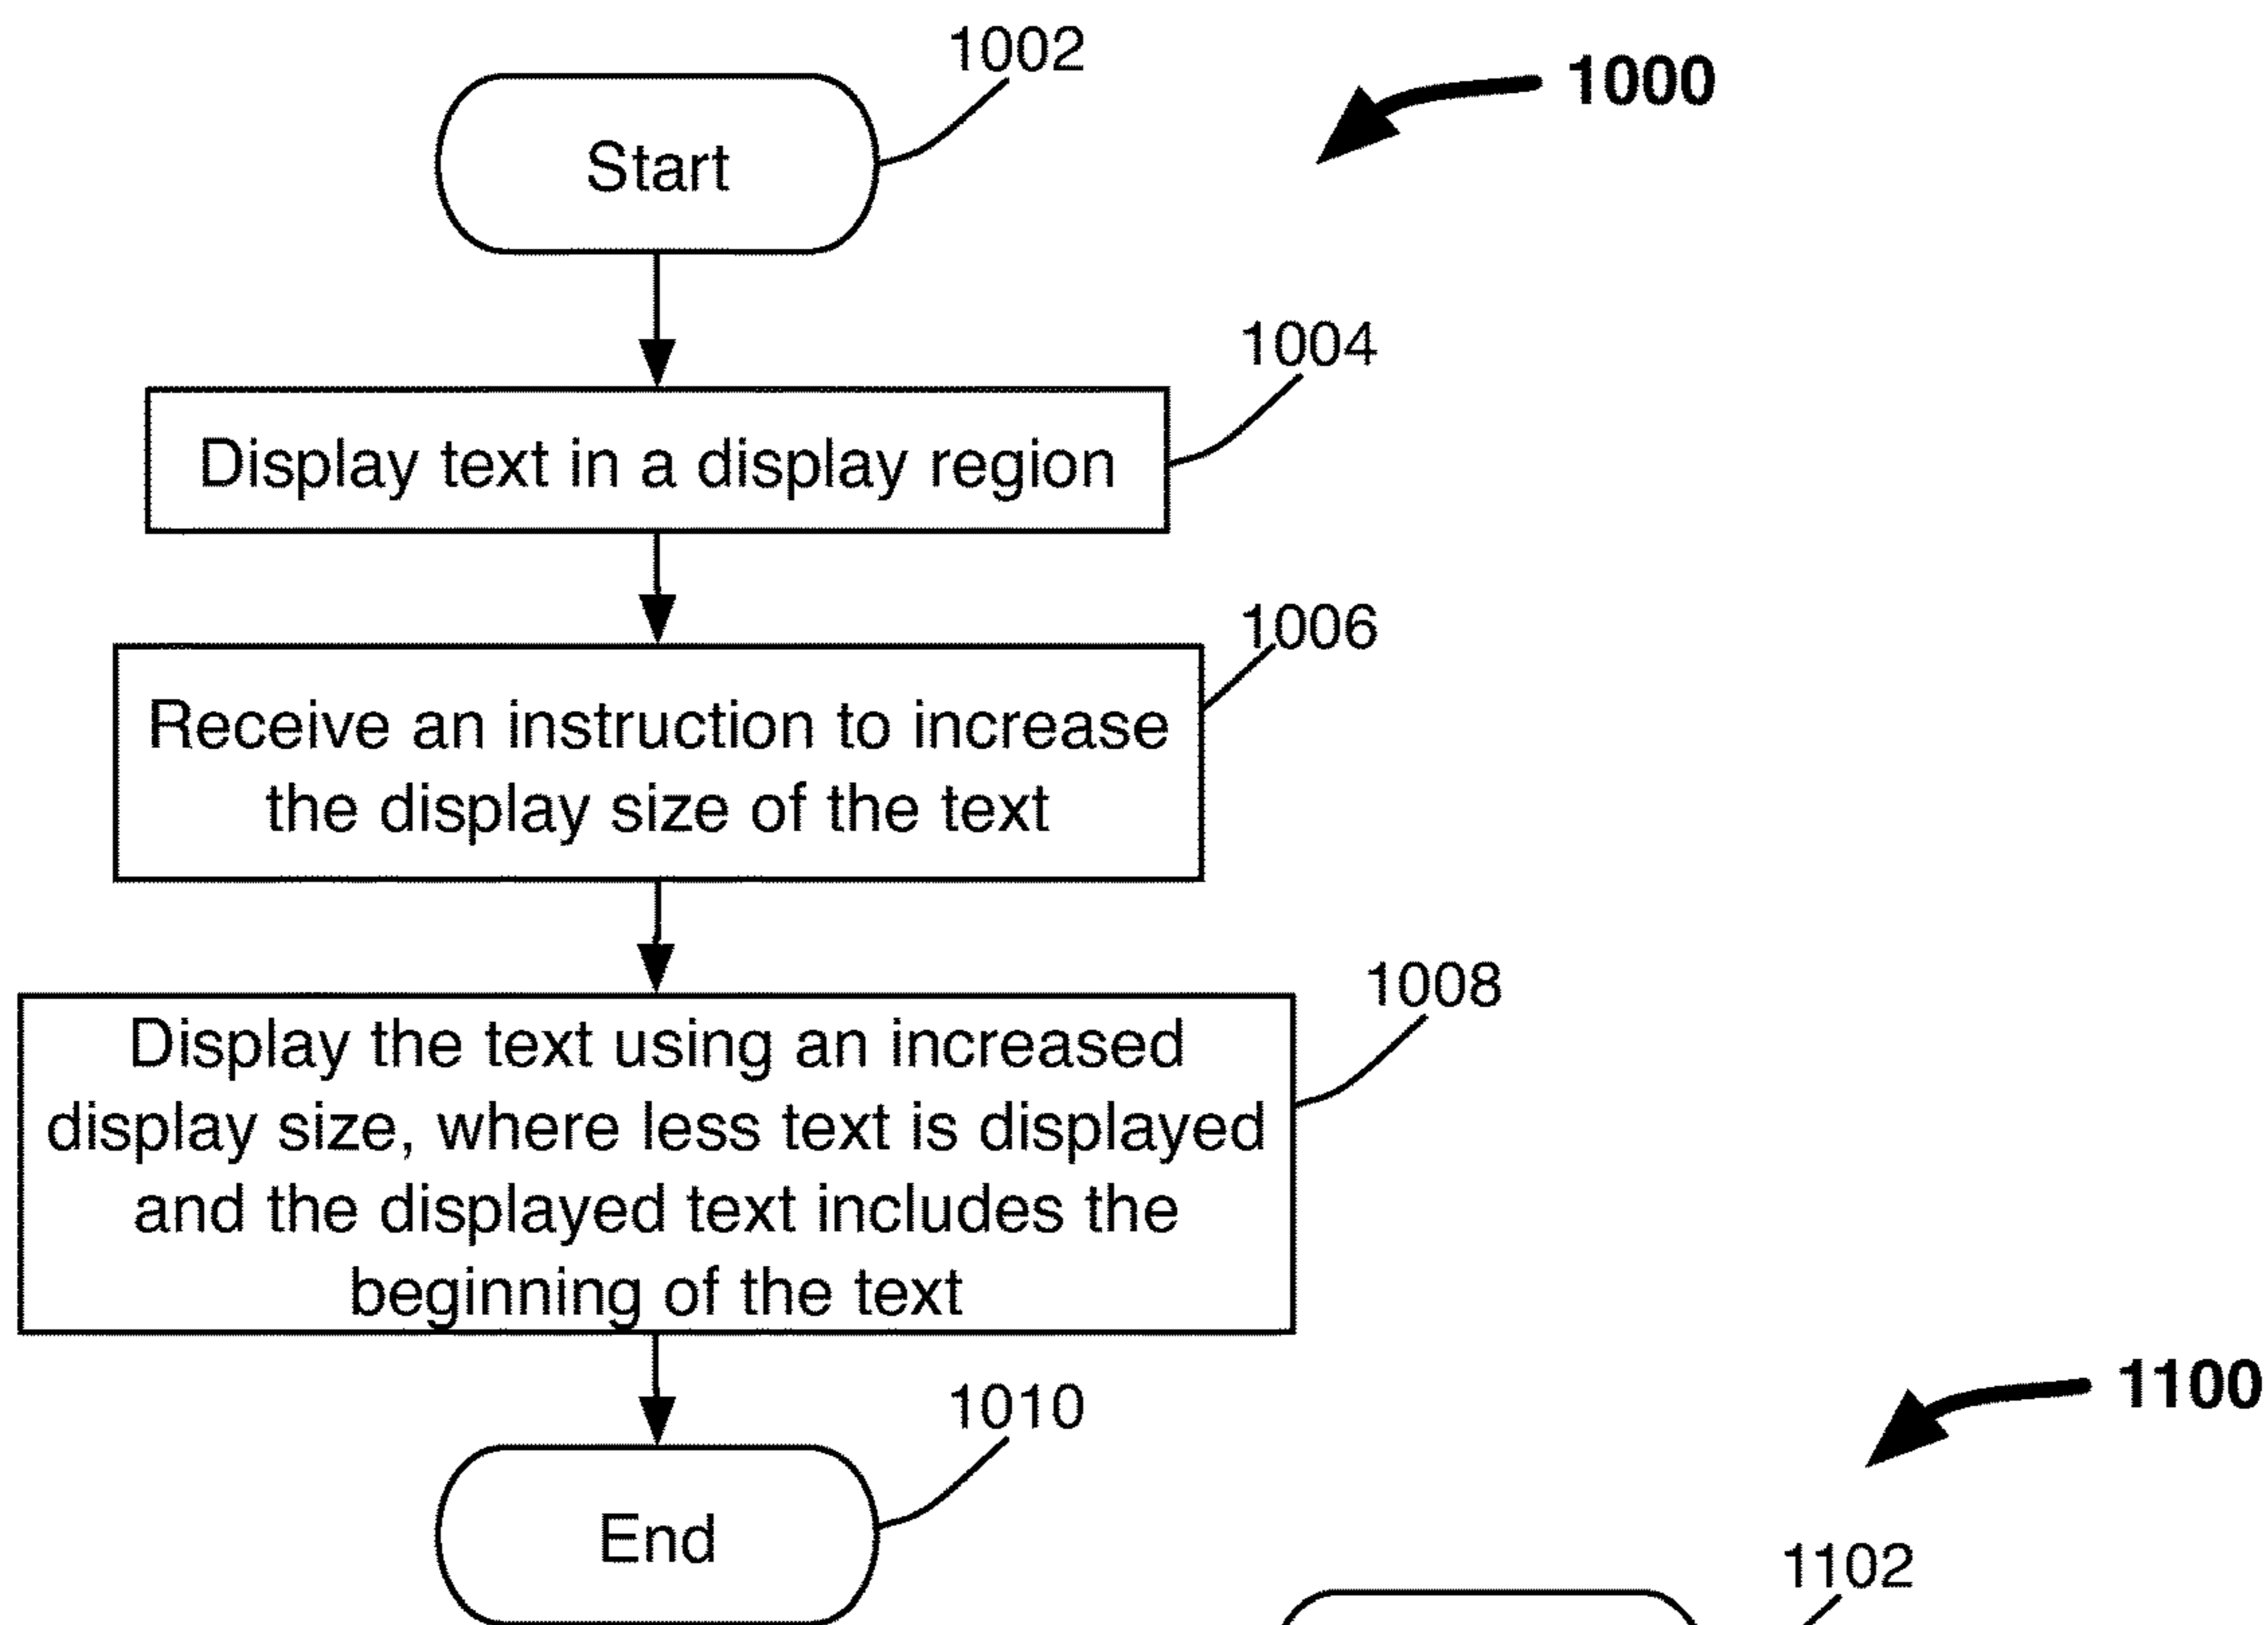 1002
1000
Start
1004
Display text in a display region
1006
Receive an instruction to increase
the display size of the text
1008
Display the text using an increased
display size, where less text is displayed
and the displayed text includes the
beginning of the text
1100
1010
End
1102